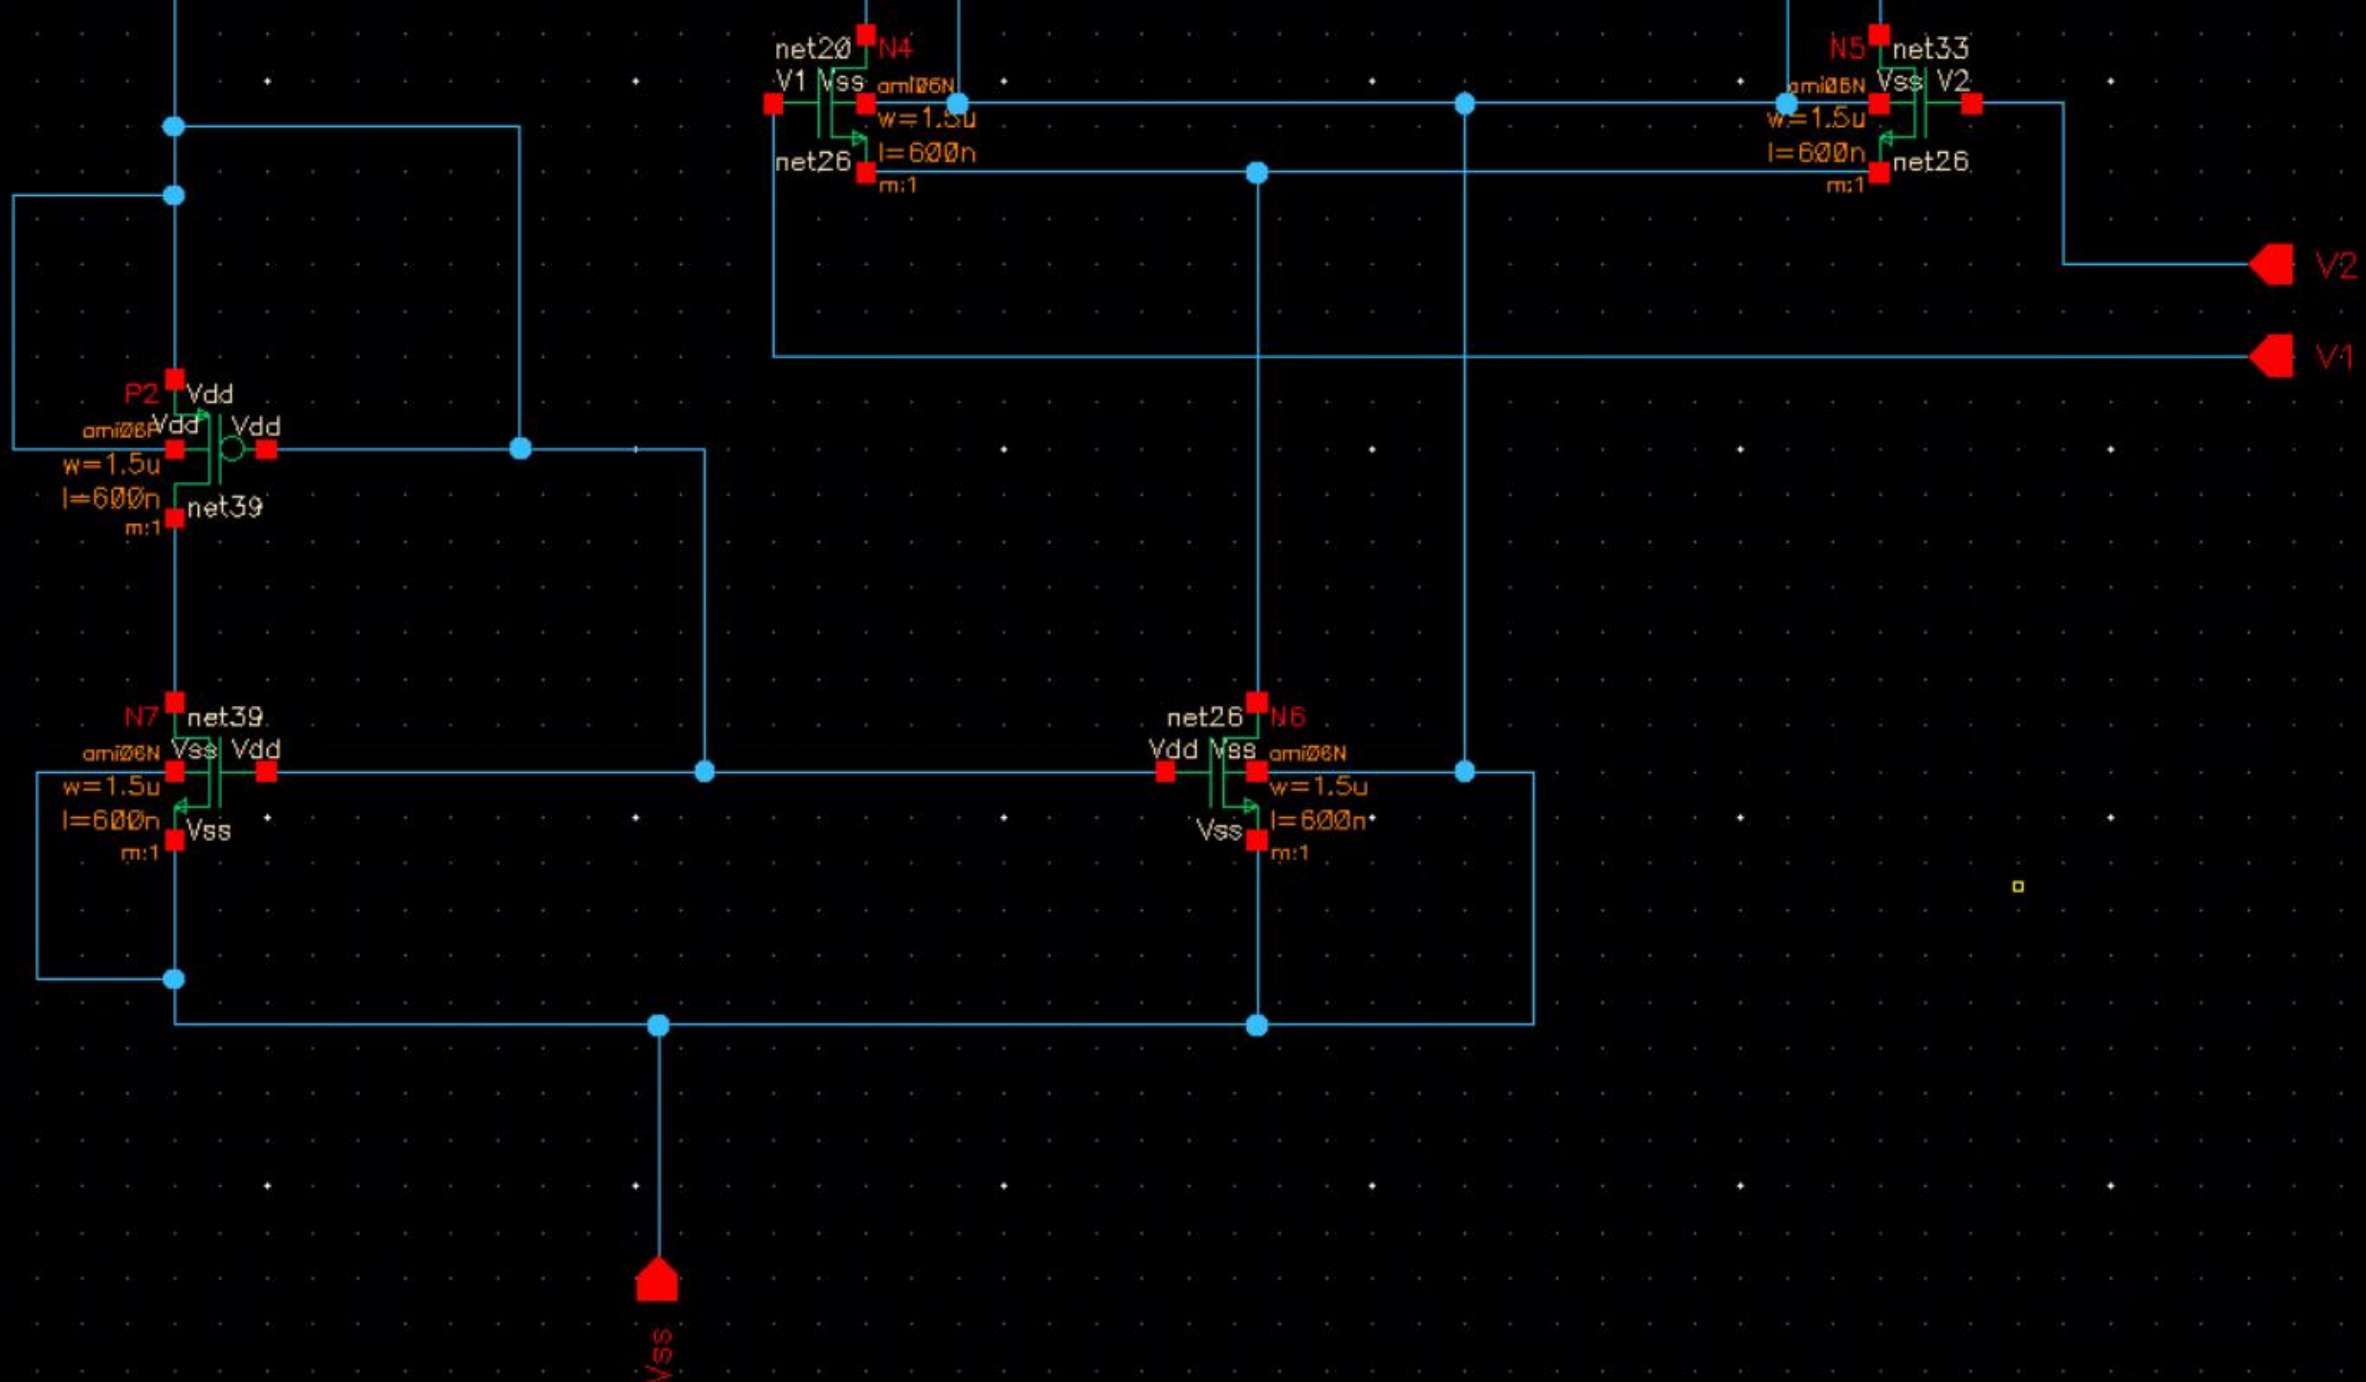 net20 N4
V1 Vss ami06N
w=1.5u
l=600n
net26
m:1
N5 net33
ami06N Vss V2
w=1.5u
l=600n
net26
m:1
V2
V1
P2 Vdd
ami06P Vdd Vdd
w=1.5u
l=600n
net39
m:1
N7 net39
ami06N Vss Vdd
w=1.5u
l=600n
Vss
m:1
net26 N6
Vdd Vss ami06N
w=1.5u
l=600n
Vss
m:1
Vss